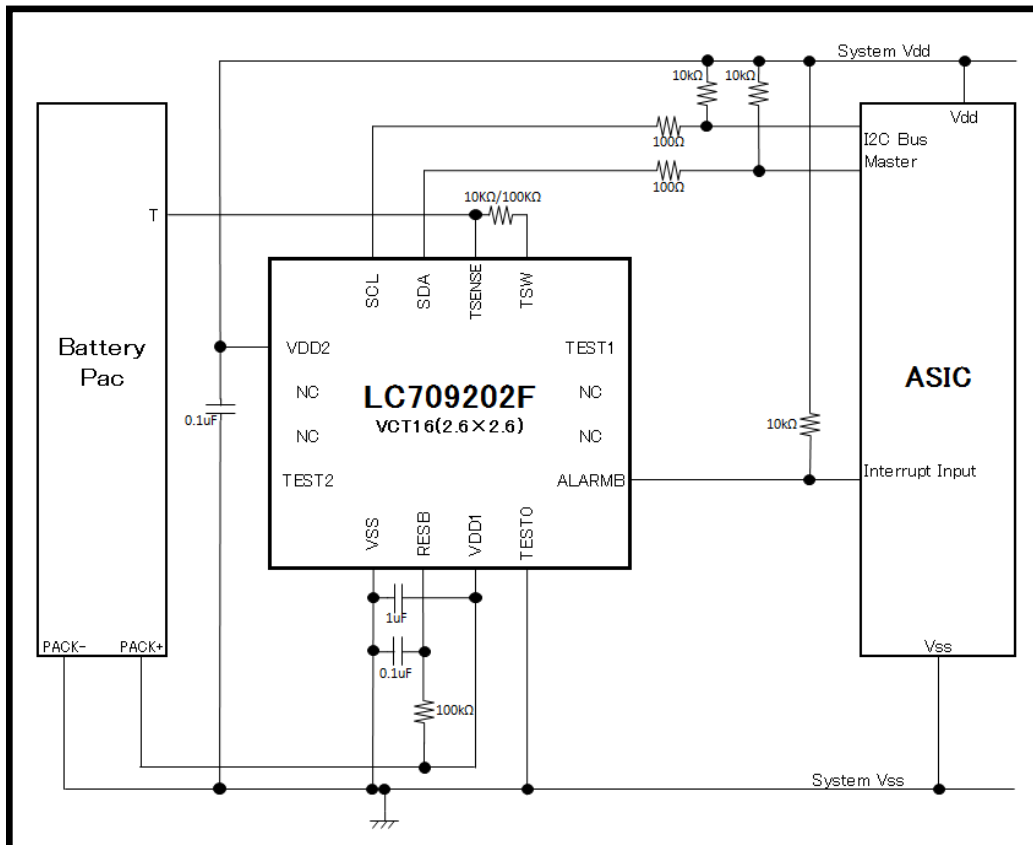 System Vdd
10kΩ
10kΩ
Vdd
I2C Bus
Master
100Ω
100Ω
10KΩ/100KΩ
T
SCL
SDA
TSENSE
TSW
Battery
Pac
VDD2
TEST1
NC
LC709202F
VCT16(2.6×2.6)
NC
NC
ASIC
0.1uF
10kΩ
TEST2
ALARMB
Interrupt Input
VSS
RESB
VDD1
TEST0
1uF
0.1uF
PACK-
PACK+
Vss
100kΩ
System Vss